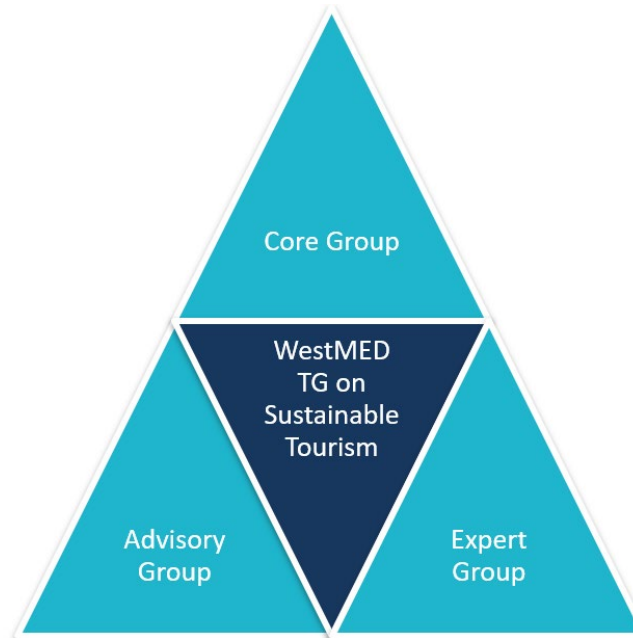 Core Group
WestMED
TG on
Sustainable
Tourism
Advisory
Group
Expert
Group